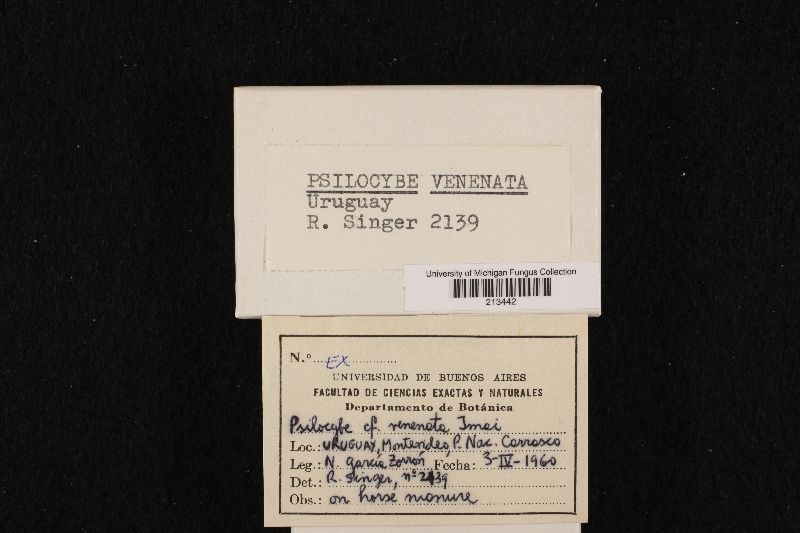 PSILOCYBE VENENATA
Uruguay
R. Singer 2139
University of Michigan Fungus Collection
213442
N.º EX
UNIVERSIDAD DE BUENOS AIRES
FACULTAD DE CIENCIAS EXACTAS Y NATURALES
Departamento de Botánica
Psilocybe cf. venenata Imai
Loc.: URUGUAY, Montevideo, P. Nac. Carrasco
Leg.: N. García Zorrón Fecha: 3-IV-1960
Det.: R. Singer, nº 2139
Obs.: on horse manure